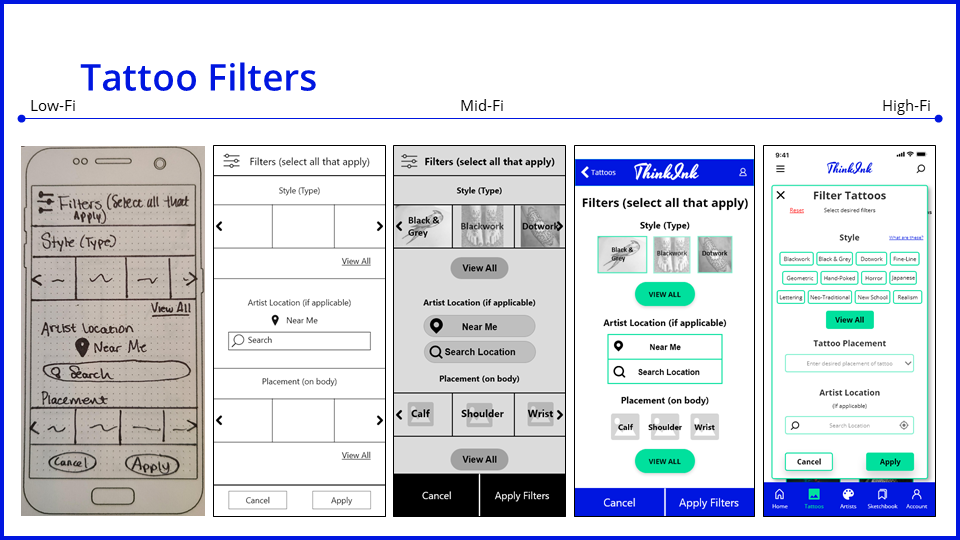 Tattoo Filters
Low-Fi
Mid-Fi
High-Fi
Filters (select all that
Apply)
Style (Type)
View All
Artist Location
Near Me
Search
Placement
Cancel
Apply
Filters (select all that apply)
Style (Type)
View All
Artist Location (if applicable)
Near Me
Search
Placement (on body)
View All
Cancel
Apply
Filters (select all that apply)
Style (Type)
Black &
Grey
Blackwork
Dotwork
View All
Artist Location (if applicable)
Near Me
Search Location
Placement (on body)
Calf
Shoulder
Wrist
View All
Cancel
Apply Filters
Tattoos
ThinkInk
Filters (select all that apply)
Style (Type)
Black &
Grey
Blackwork
Dotwork
VIEW ALL
Artist Location (if applicable)
Near Me
Search Location
Placement (on body)
Calf
Shoulder
Wrist
VIEW ALL
Cancel
Apply Filters
9:41
ThinkInk
Filter Tattoos
Reset
Select desired filters
Style
What are these?
Blackwork
Black & Grey
Dotwork
Fine-Line
Geometric
Hand-Poked
Horror
Japanese
Lettering
Neo-Traditional
New School
Realism
View All
Tattoo Placement
Enter desired placement of tattoo
Artist Location
(if applicable)
Search Location
Cancel
Apply
Home
Tattoos
Artists
Sketchbook
Account